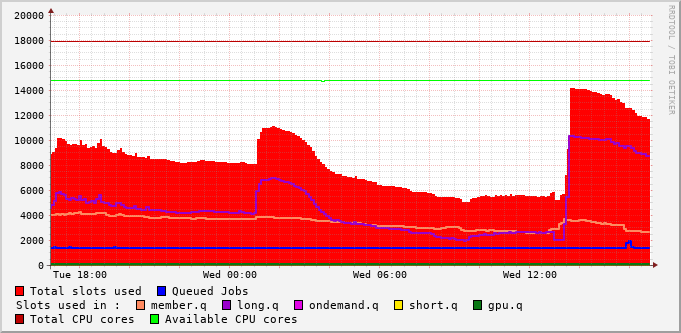 20000
18000
16000
14000
12000
10000
8000
6000
4000
2000
0
Tue 18:00 Wed 00:00 Wed 06:00 Wed 12:00
RRDTOOL / TOBI OETIKER
Total slots used Queued Jobs
Slots used in : member.q long.q ondemand.q short.q gpu.q
Total CPU cores Available CPU cores